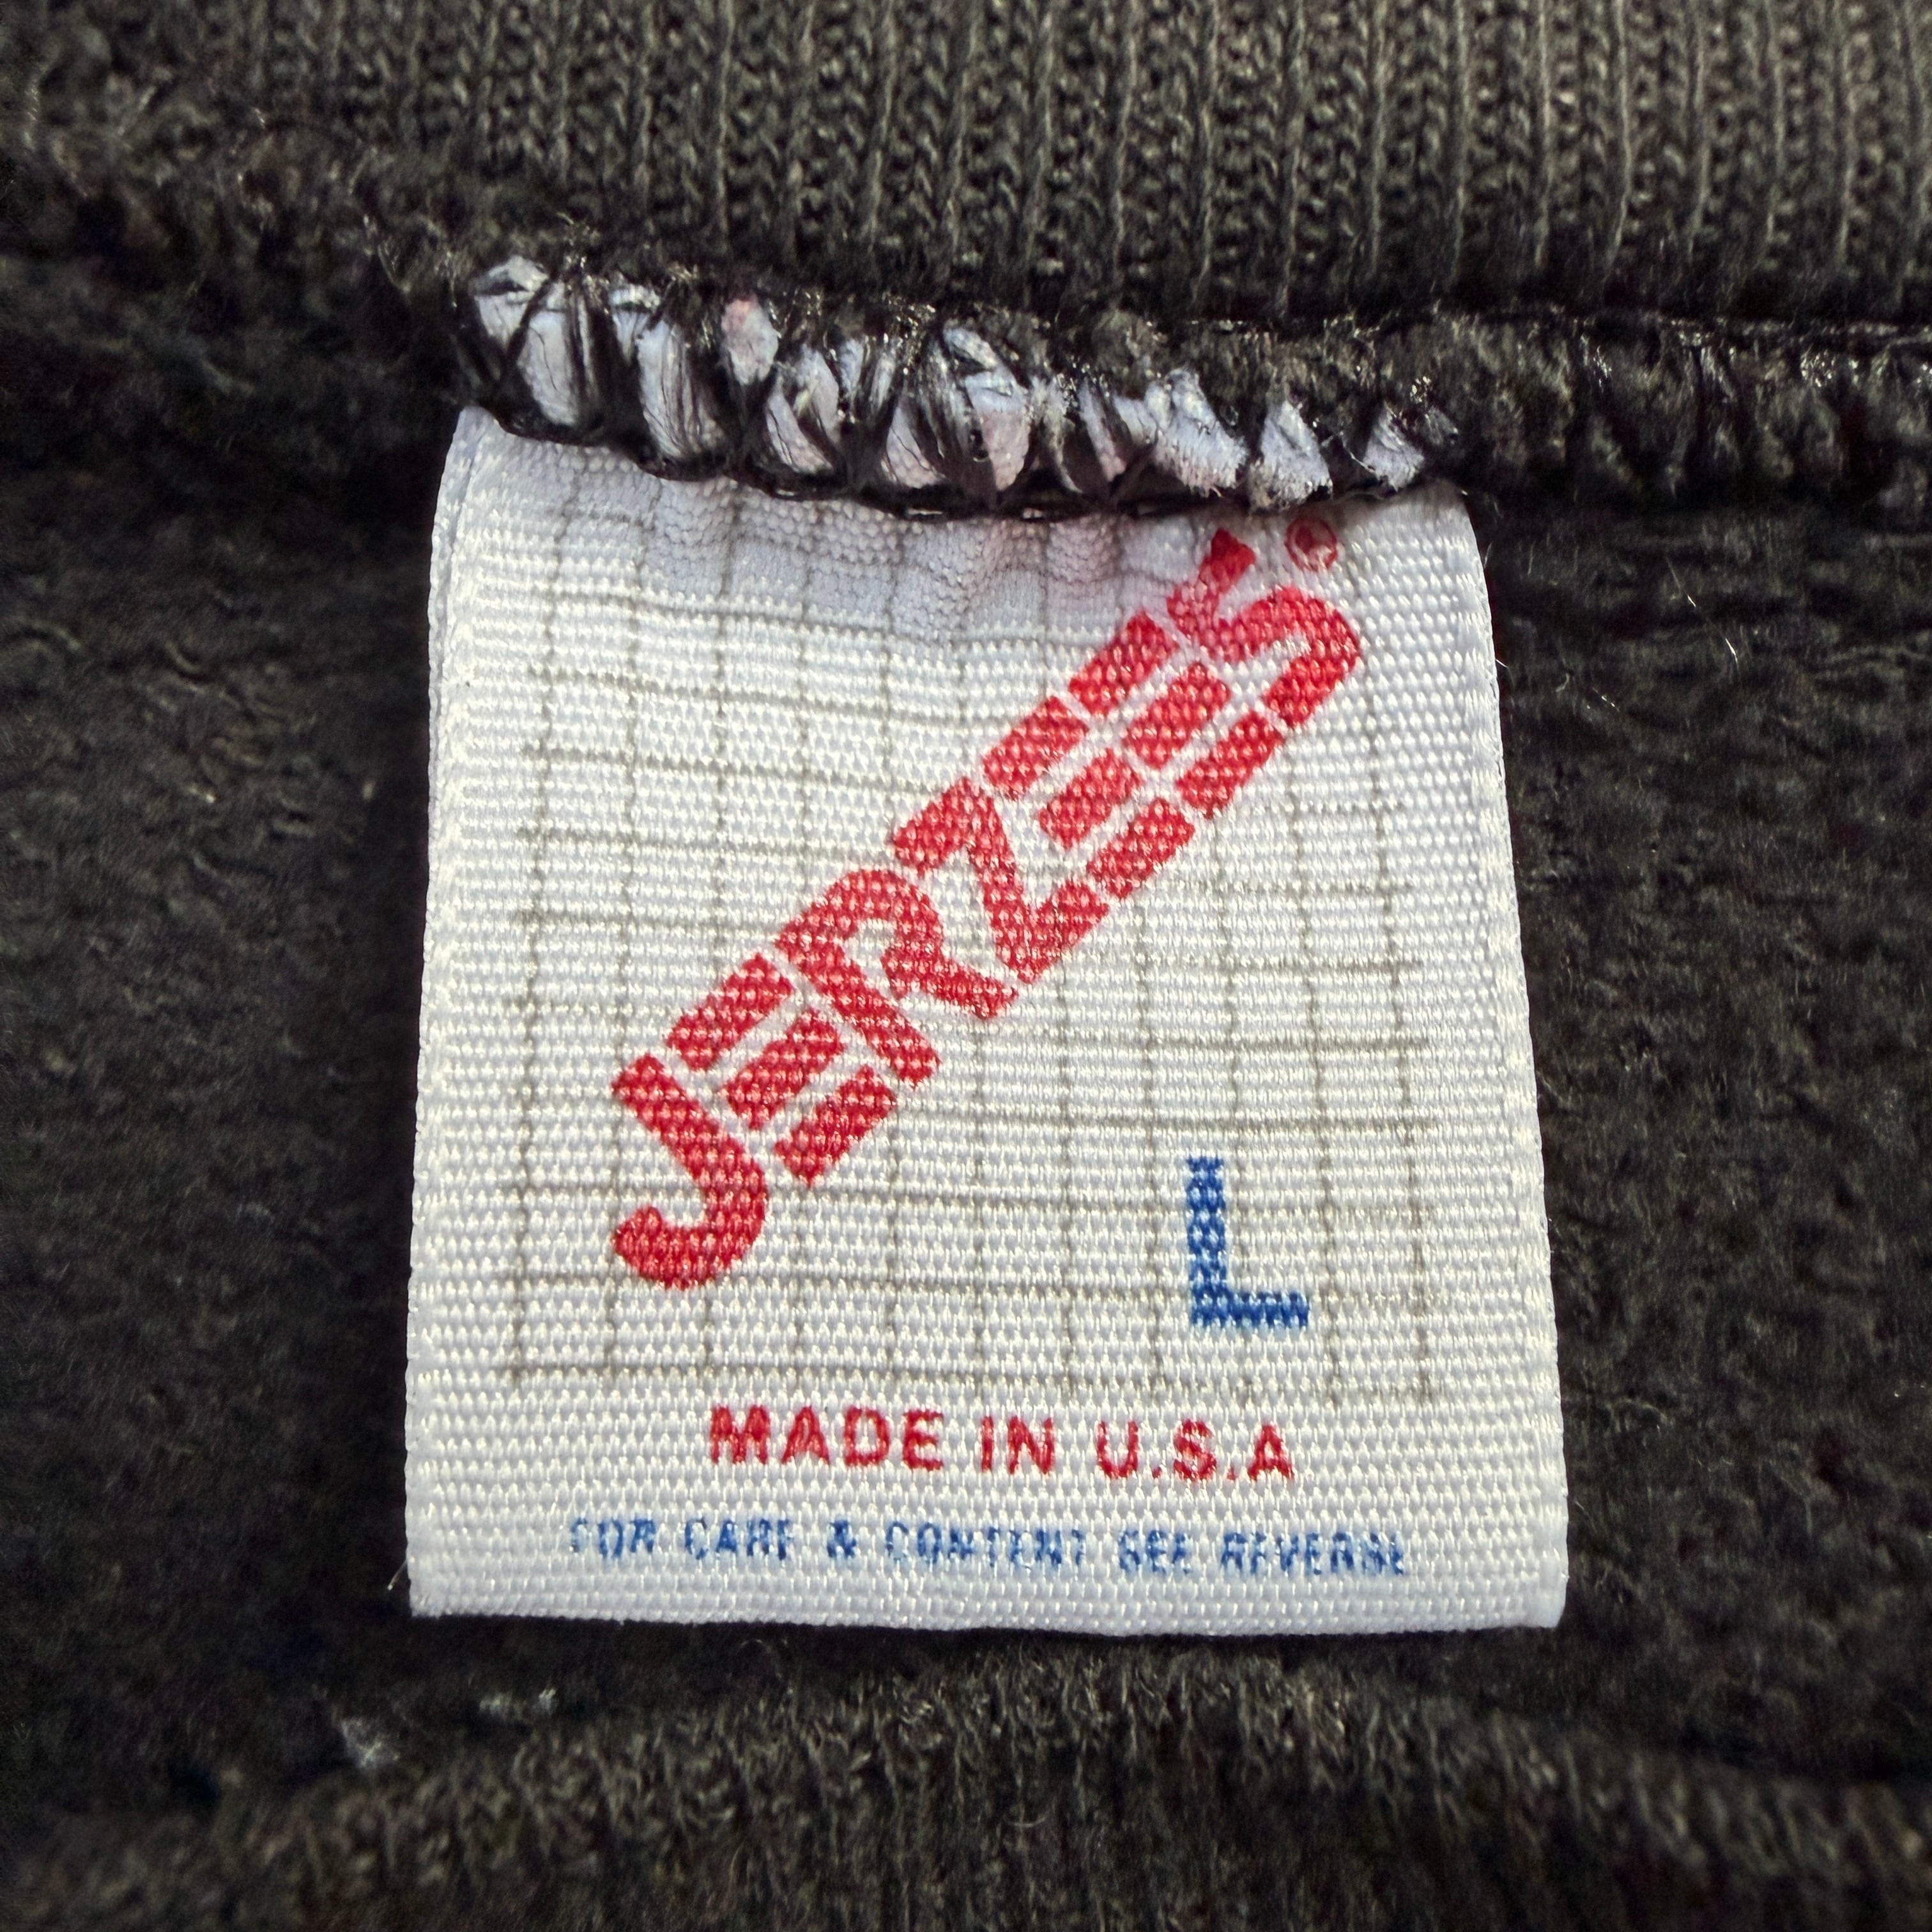 JERZEES®
L
MADE IN U.S.A
FOR CARE & CONTENT SEE REVERSE